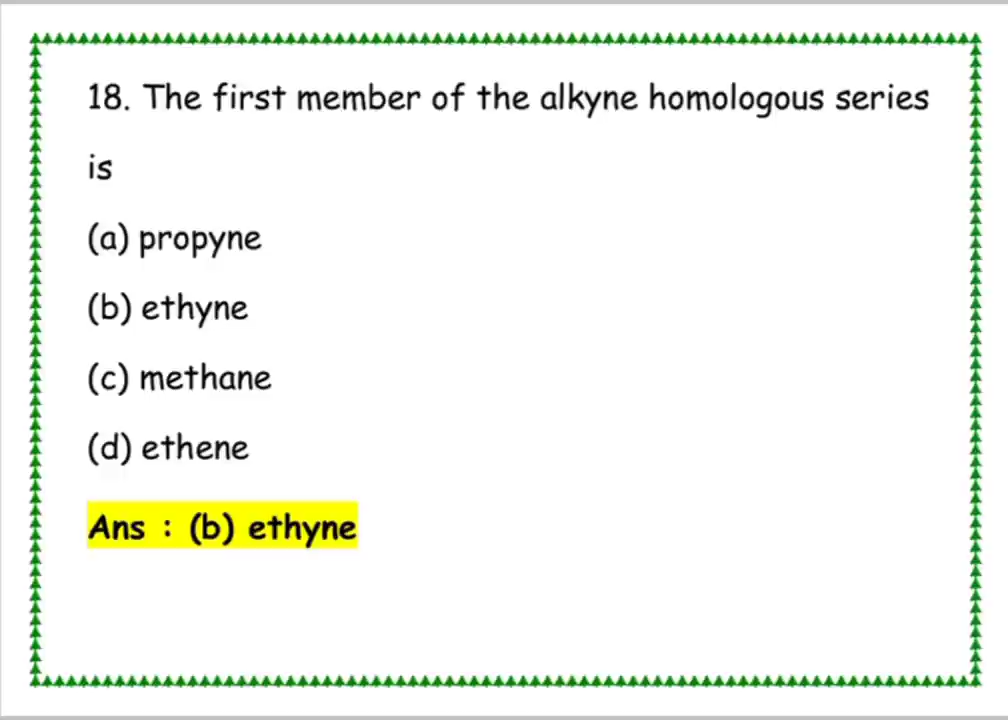 18. The first member of the alkyne homologous series
is
(a) propyne
(b) ethyne
(c) methane
(d) ethene
Ans : (b) ethyne